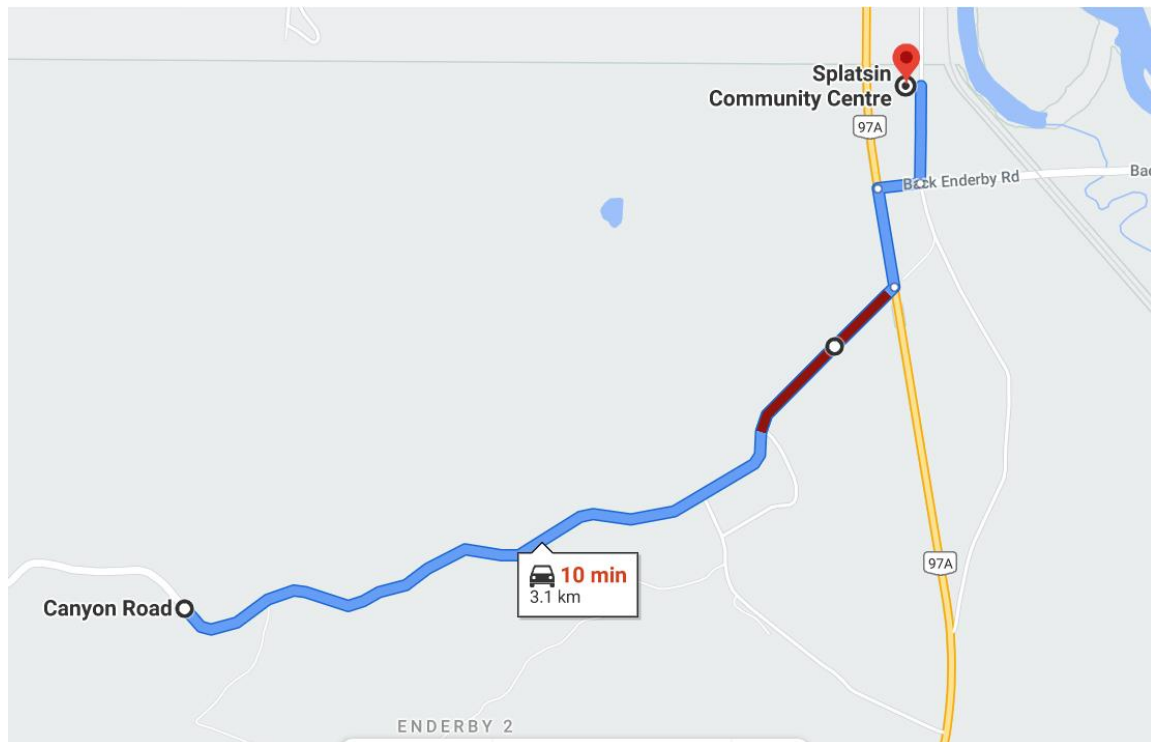 Splatsin
Community Centre
97A
Back Enderby Rd
Bac
97A
10 min
3.1 km
Canyon Road
ENDERBY 2